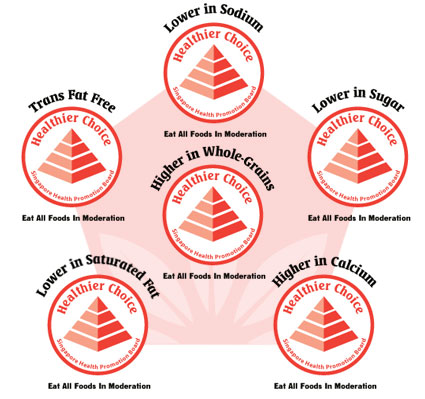 Lower in Sodium
Healthier Choice
Singapore Health Promotion Board
Eat All Foods In Moderation
Trans Fat Free
Healthier Choice
Singapore Health Promotion Board
Eat All Foods In Moderation
Lower in Sugar
Healthier Choice
Singapore Health Promotion Board
Eat All Foods In Moderation
Higher in Whole-Grains
Healthier Choice
Singapore Health Promotion Board
Eat All Foods In Moderation
Lower in Saturated Fat
Healthier Choice
Singapore Health Promotion Board
Eat All Foods In Moderation
Higher in Calcium
Healthier Choice
Singapore Health Promotion Board
Eat All Foods In Moderation